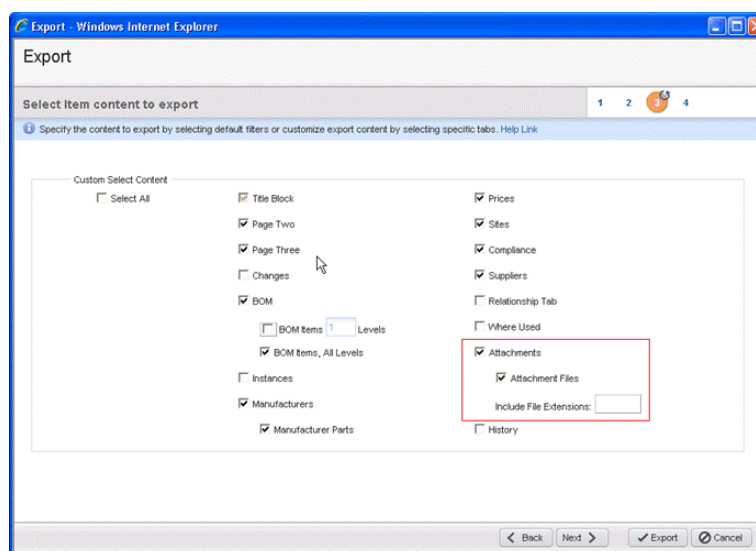 Export - Windows Internet Explorer
Export
Select Item content to export
1 2 3 4
Specify the content to export by selecting default filters or customize export content by selecting specific tabs. Help Link
Custom Select Content
Select All
Title Block
Page Two
Page Three
Changes
BOM
BOM Items 1 Levels
BOM Items, All Levels
Instances
Manufacturers
Manufacturer Parts
Prices
Sites
Compliance
Suppliers
Relationship Tab
Where Used
Attachments
Attachment Files
Include File Extensions:
History
Back Next Export Cancel